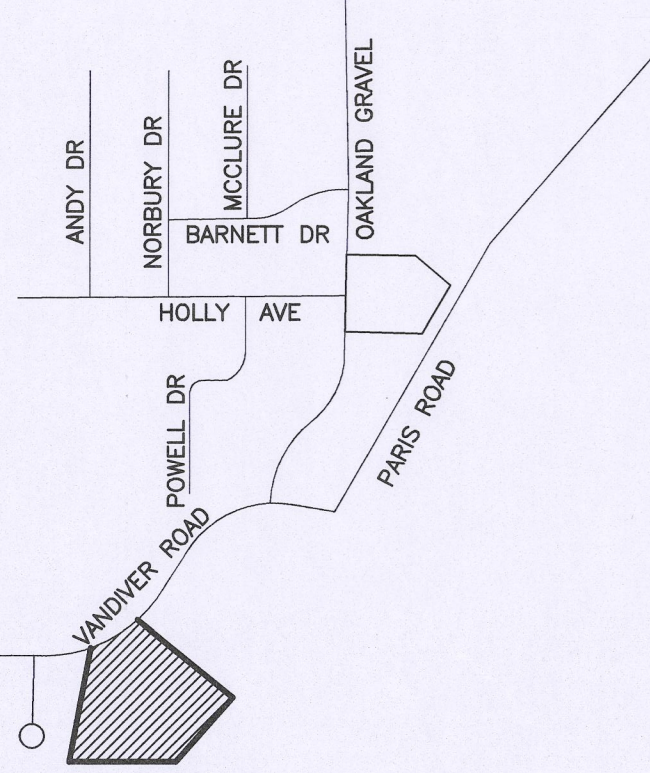 ANDY DR
NORBURY DR
MCCLURE DR
OAKLAND GRAVEL
BARNETT DR
HOLLY AVE
POWELL DR
PARIS ROAD
VANDIVER ROAD